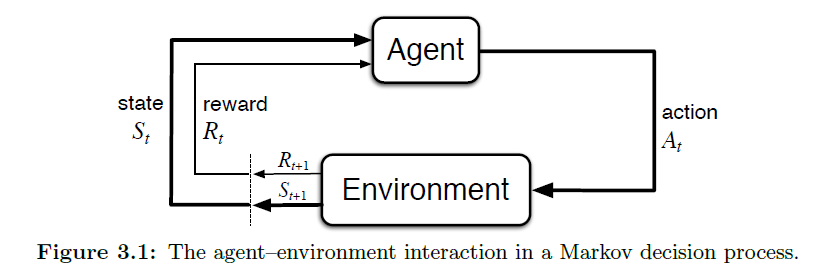 Agent
state
S_t
reward
R_t
action
A_t
R_{t+1}
S_{t+1}
Environment
Figure 3.1: The agent–environment interaction in a Markov decision process.